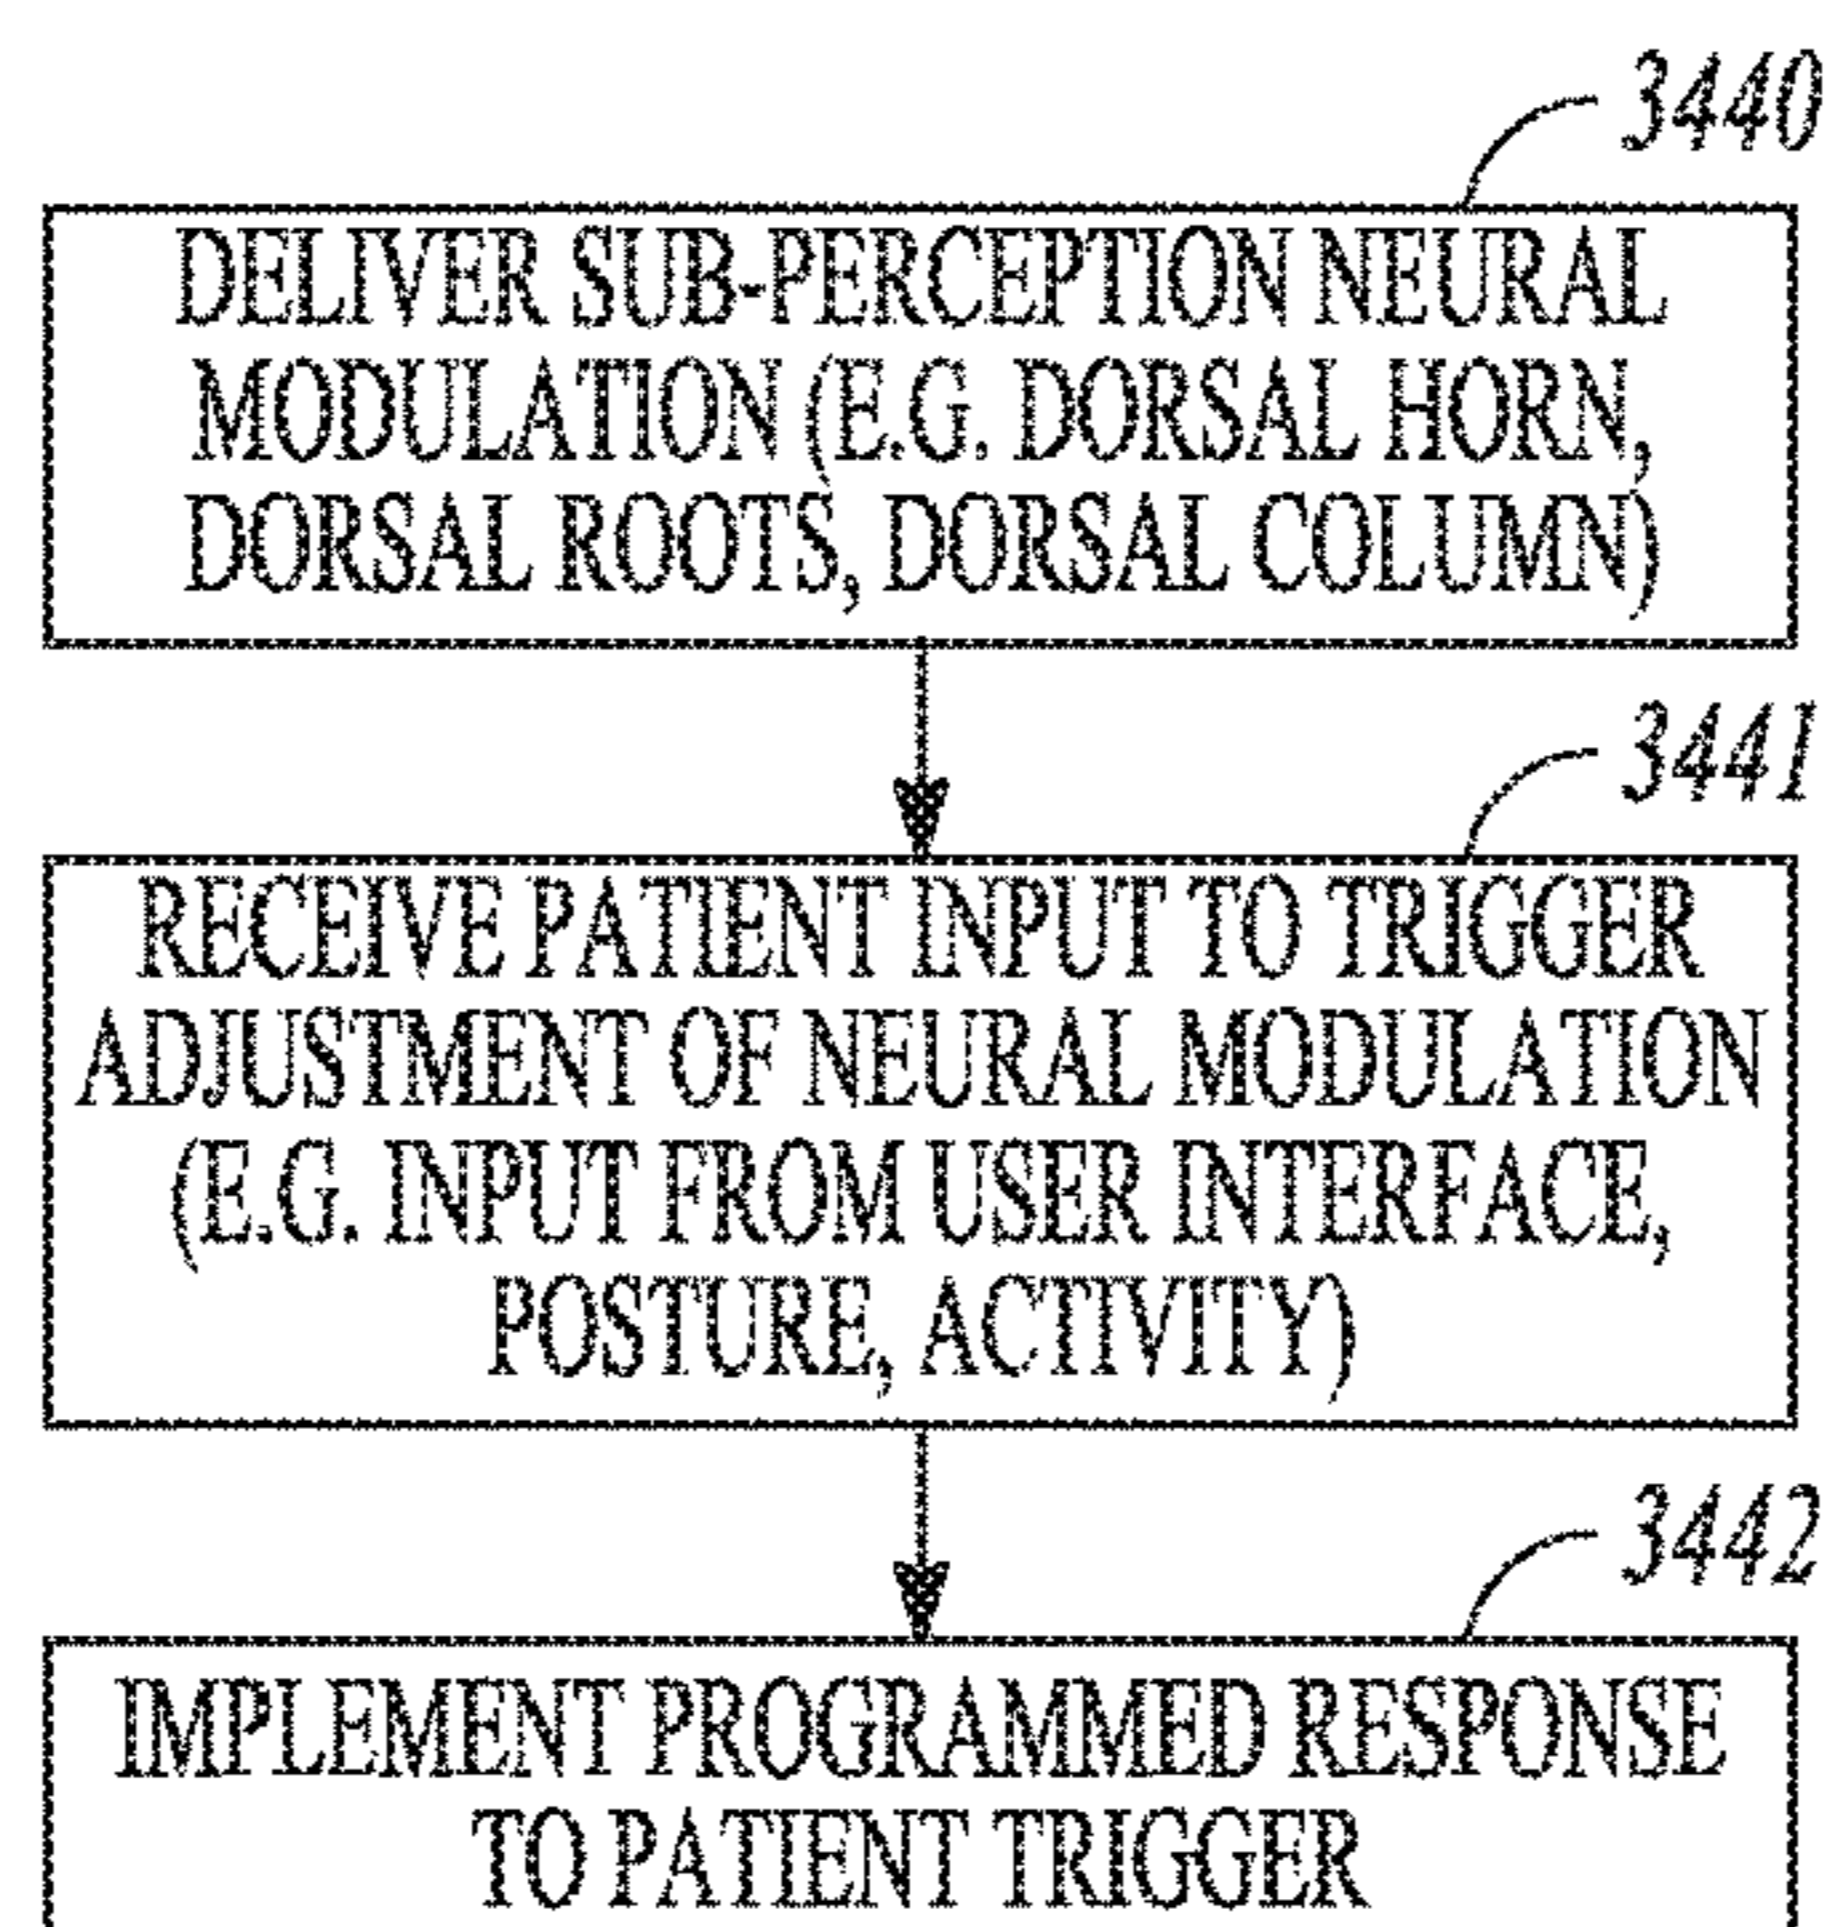 3440
DELIVER SUB-PERCEPTION NEURAL
MODULATION (E.G. DORSAL HORN,
DORSAL ROOTS, DORSAL COLUMN)
3441
RECEIVE PATIENT INPUT TO TRIGGER
ADJUSTMENT OF NEURAL MODULATION
(E.G. INPUT FROM USER INTERFACE,
POSTURE, ACTIVITY)
3442
IMPLEMENT PROGRAMMED RESPONSE
TO PATIENT TRIGGER